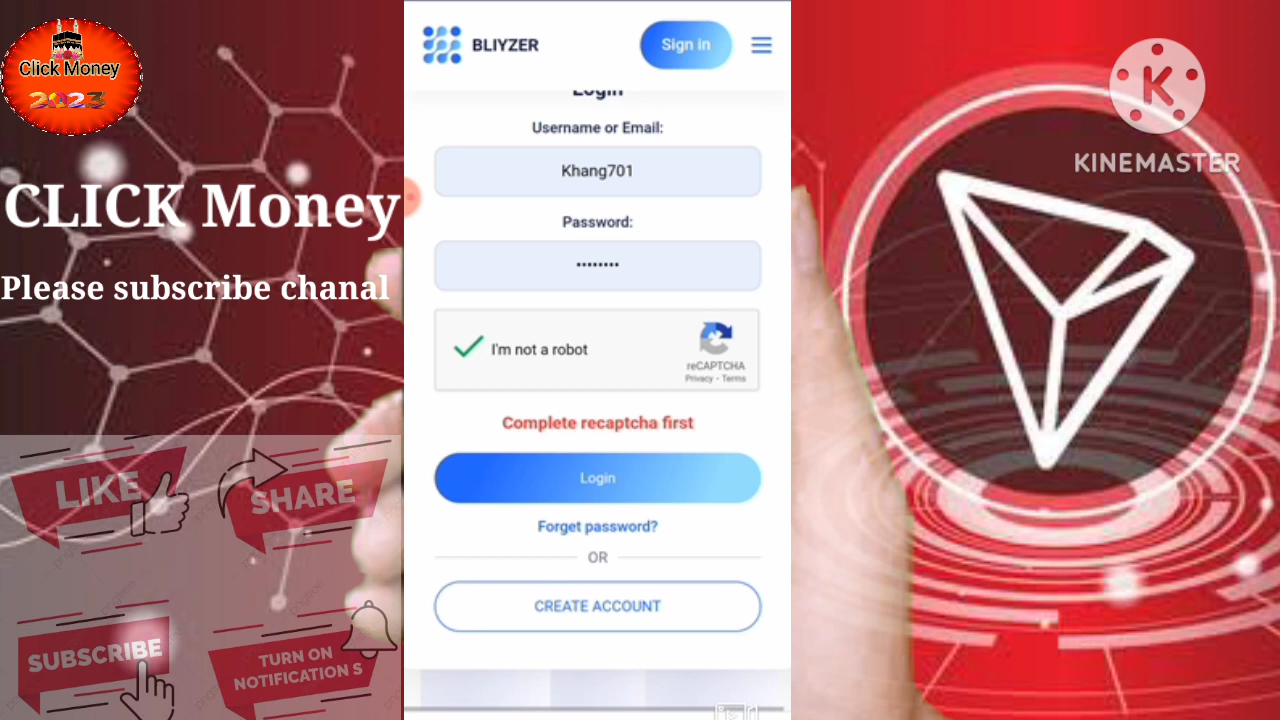 Click Money
2023
CLICK Money
Please subscribe chanal
LIKE
SHARE
SUBSCRIBE
TURN ON
NOTIFICATION S
BLIYZER
Sign in
Login
Username or Email:
Khang701
Password:
••••••••
I'm not a robot
reCAPTCHA
Privacy - Terms
Complete recaptcha first
Login
Forget password?
OR
CREATE ACCOUNT
K
KINEMASTER